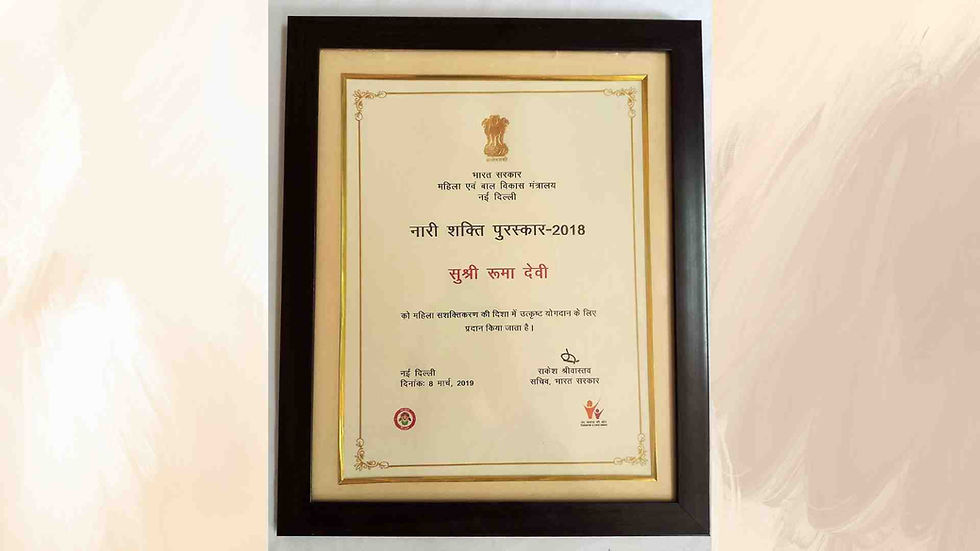 भारत सरकार
महिला एवं बाल विकास मंत्रालय
नई दिल्ली
नारी शक्ति पुरस्कार-2018
सुश्री रूमा देवी
को महिला सशक्तिकरण की दिशा में उत्कृष्ट योगदान के लिए
प्रदान किया जाता है।
नई दिल्ली
दिनांकः 8 मार्च, 2019
राकेश श्रीवास्तव
सचिव, भारत सरकार